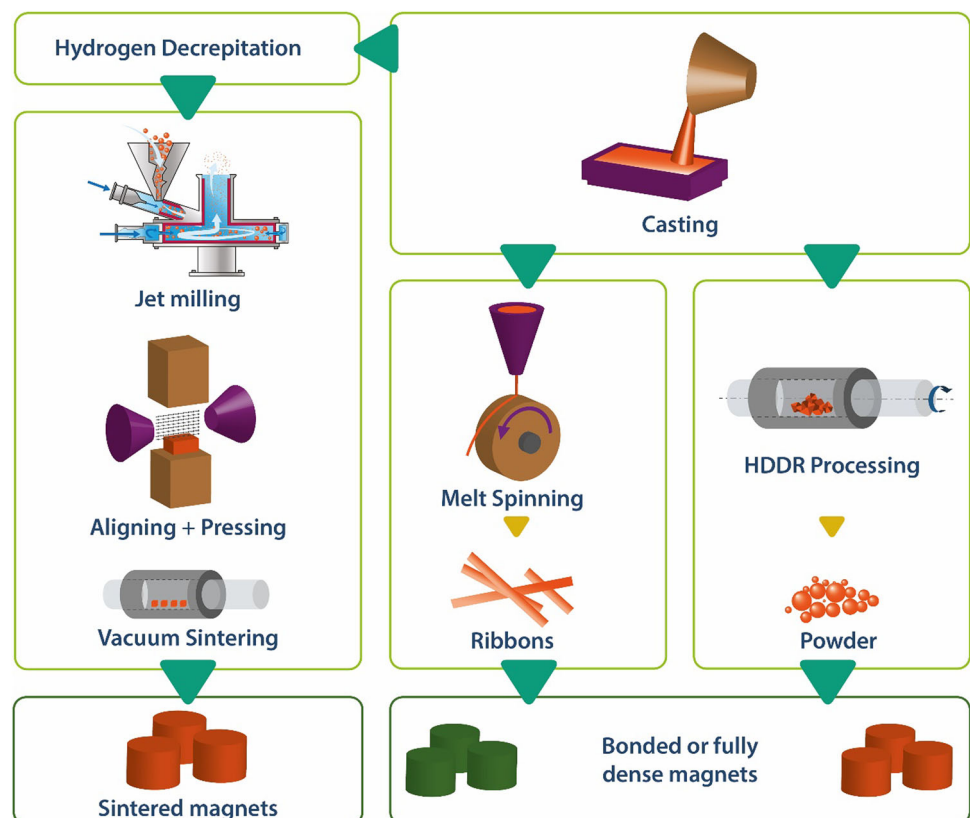 Hydrogen Decrepitation
Casting
Jet milling
Aligning + Pressing
Vacuum Sintering
Melt Spinning
Ribbons
HDDR Processing
Powder
Sintered magnets
Bonded or fully
dense magnets